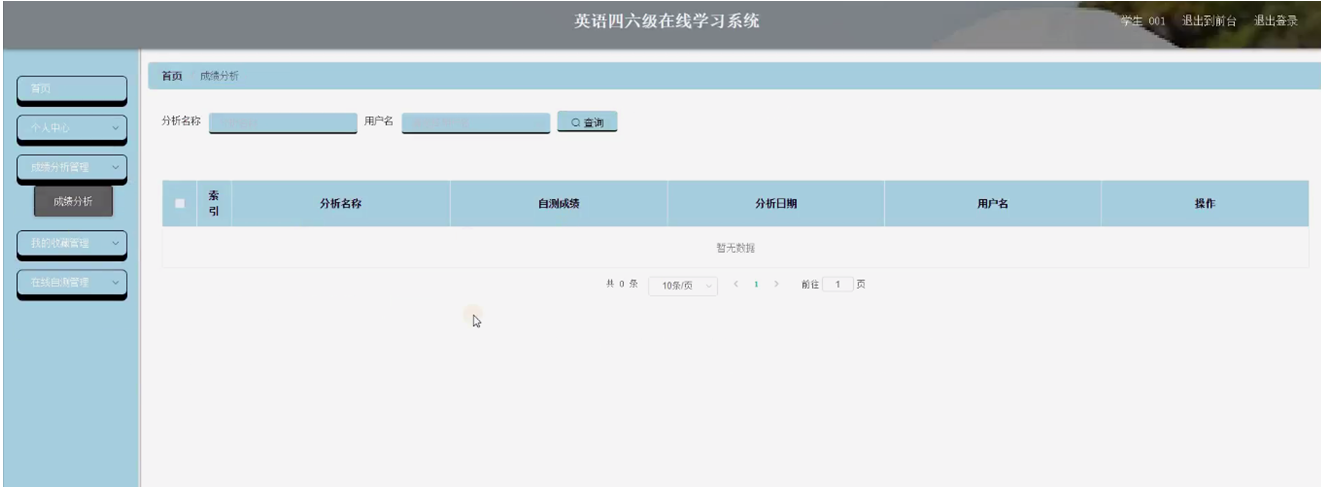 英语四六级在线学习系统
学生 001 退出到前台 退出登录
首页
个人中心
成绩分析管理
成绩分析
我的收藏管理
在线自测管理
首页 / 成绩分析
分析名称 用户名 查询
索引 分析名称 自测成绩 分析日期 用户名 操作
暂无数据
共 0 条 10条/页 < 1 > 前往 1 页